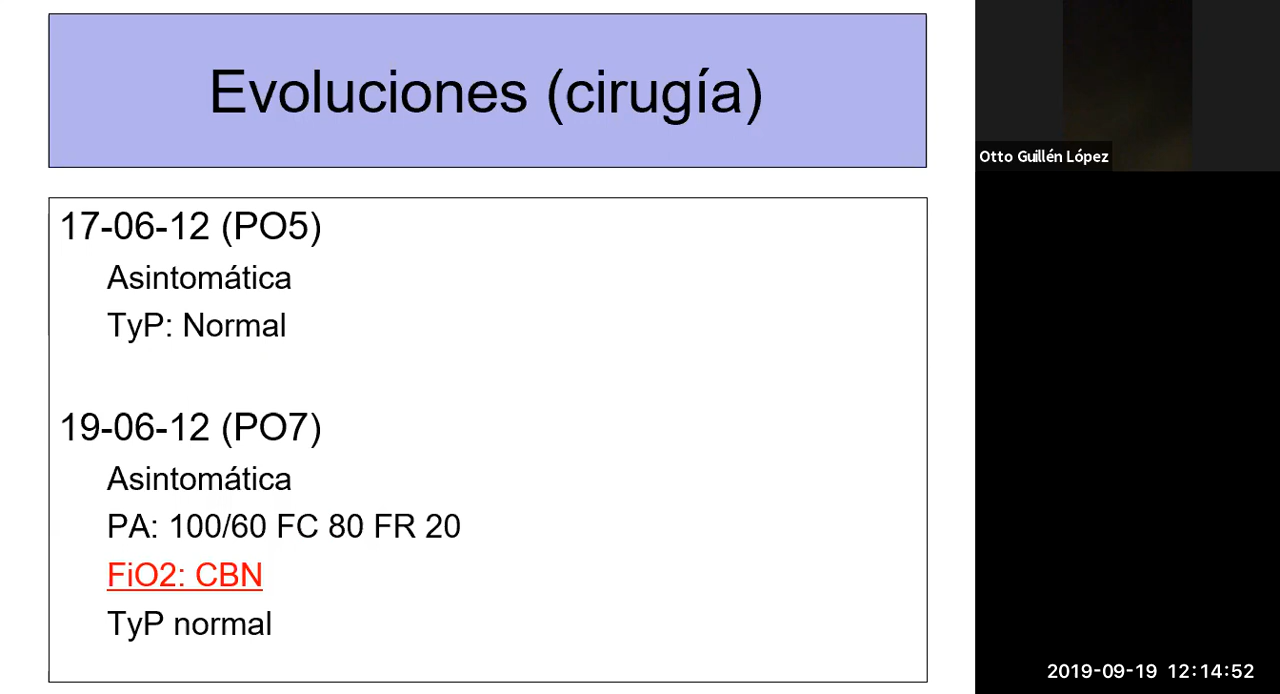 Evoluciones (cirugía)
17-06-12 (PO5)
Asintomática
TyP: Normal
19-06-12 (PO7)
Asintomática
PA: 100/60 FC 80 FR 20
FiO2: CBN
TyP normal
Otto Guillén López
2019-09-19 12:14:52